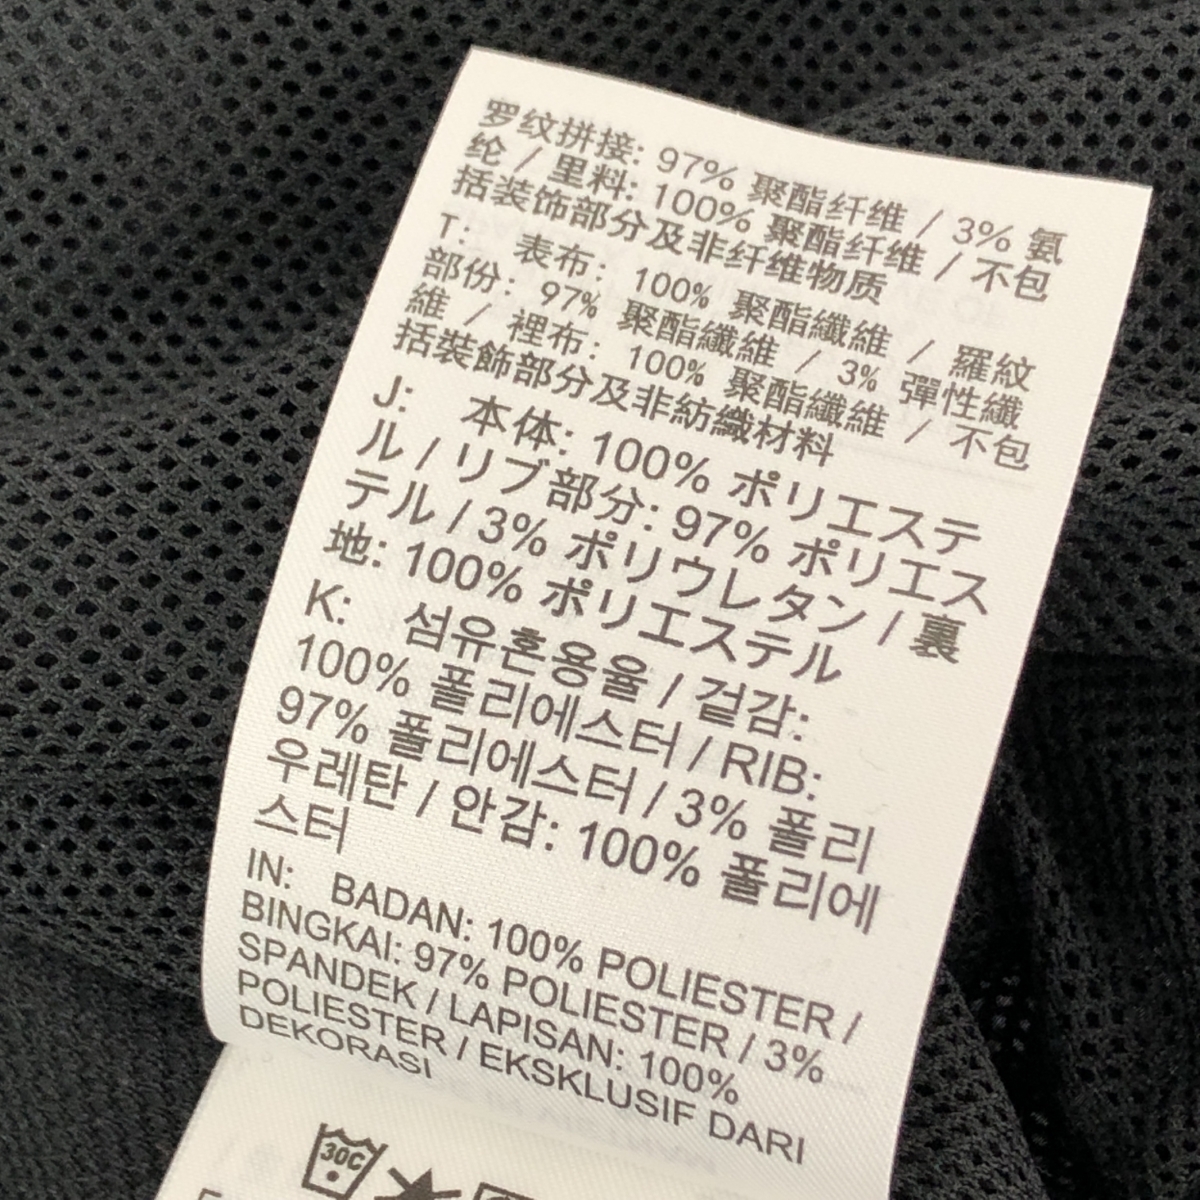 罗纹拼接: 97% 聚酯纤维 / 3% 氨
纶 / 里料: 100% 聚酯纤维 / 不包
括装饰部分及非纤维物质
T: 表布: 100% 聚酯纖維 / 羅紋
部份: 97% 聚酯纖維 / 3% 彈性纖
維 / 裡布: 100% 聚酯纖維 / 不包
括裝飾部分及非紡織材料
J: 本体: 100% ポリエステ
ル / リブ部分: 97% ポリエス
テル / 3% ポリウレタン / 裏
地: 100% ポリエステル
K: 섬유혼용율 / 겉감:
100% 폴리에스터 / RIB:
97% 폴리에스터 / 3% 폴리
우레탄 / 안감: 100% 폴리에
스터
IN: BADAN: 100% POLIESTER /
BINGKAI: 97% POLIESTER / 3%
SPANDEK / LAPISAN: 100%
POLIESTER / EKSKLUSIF DARI
DEKORASI
30C